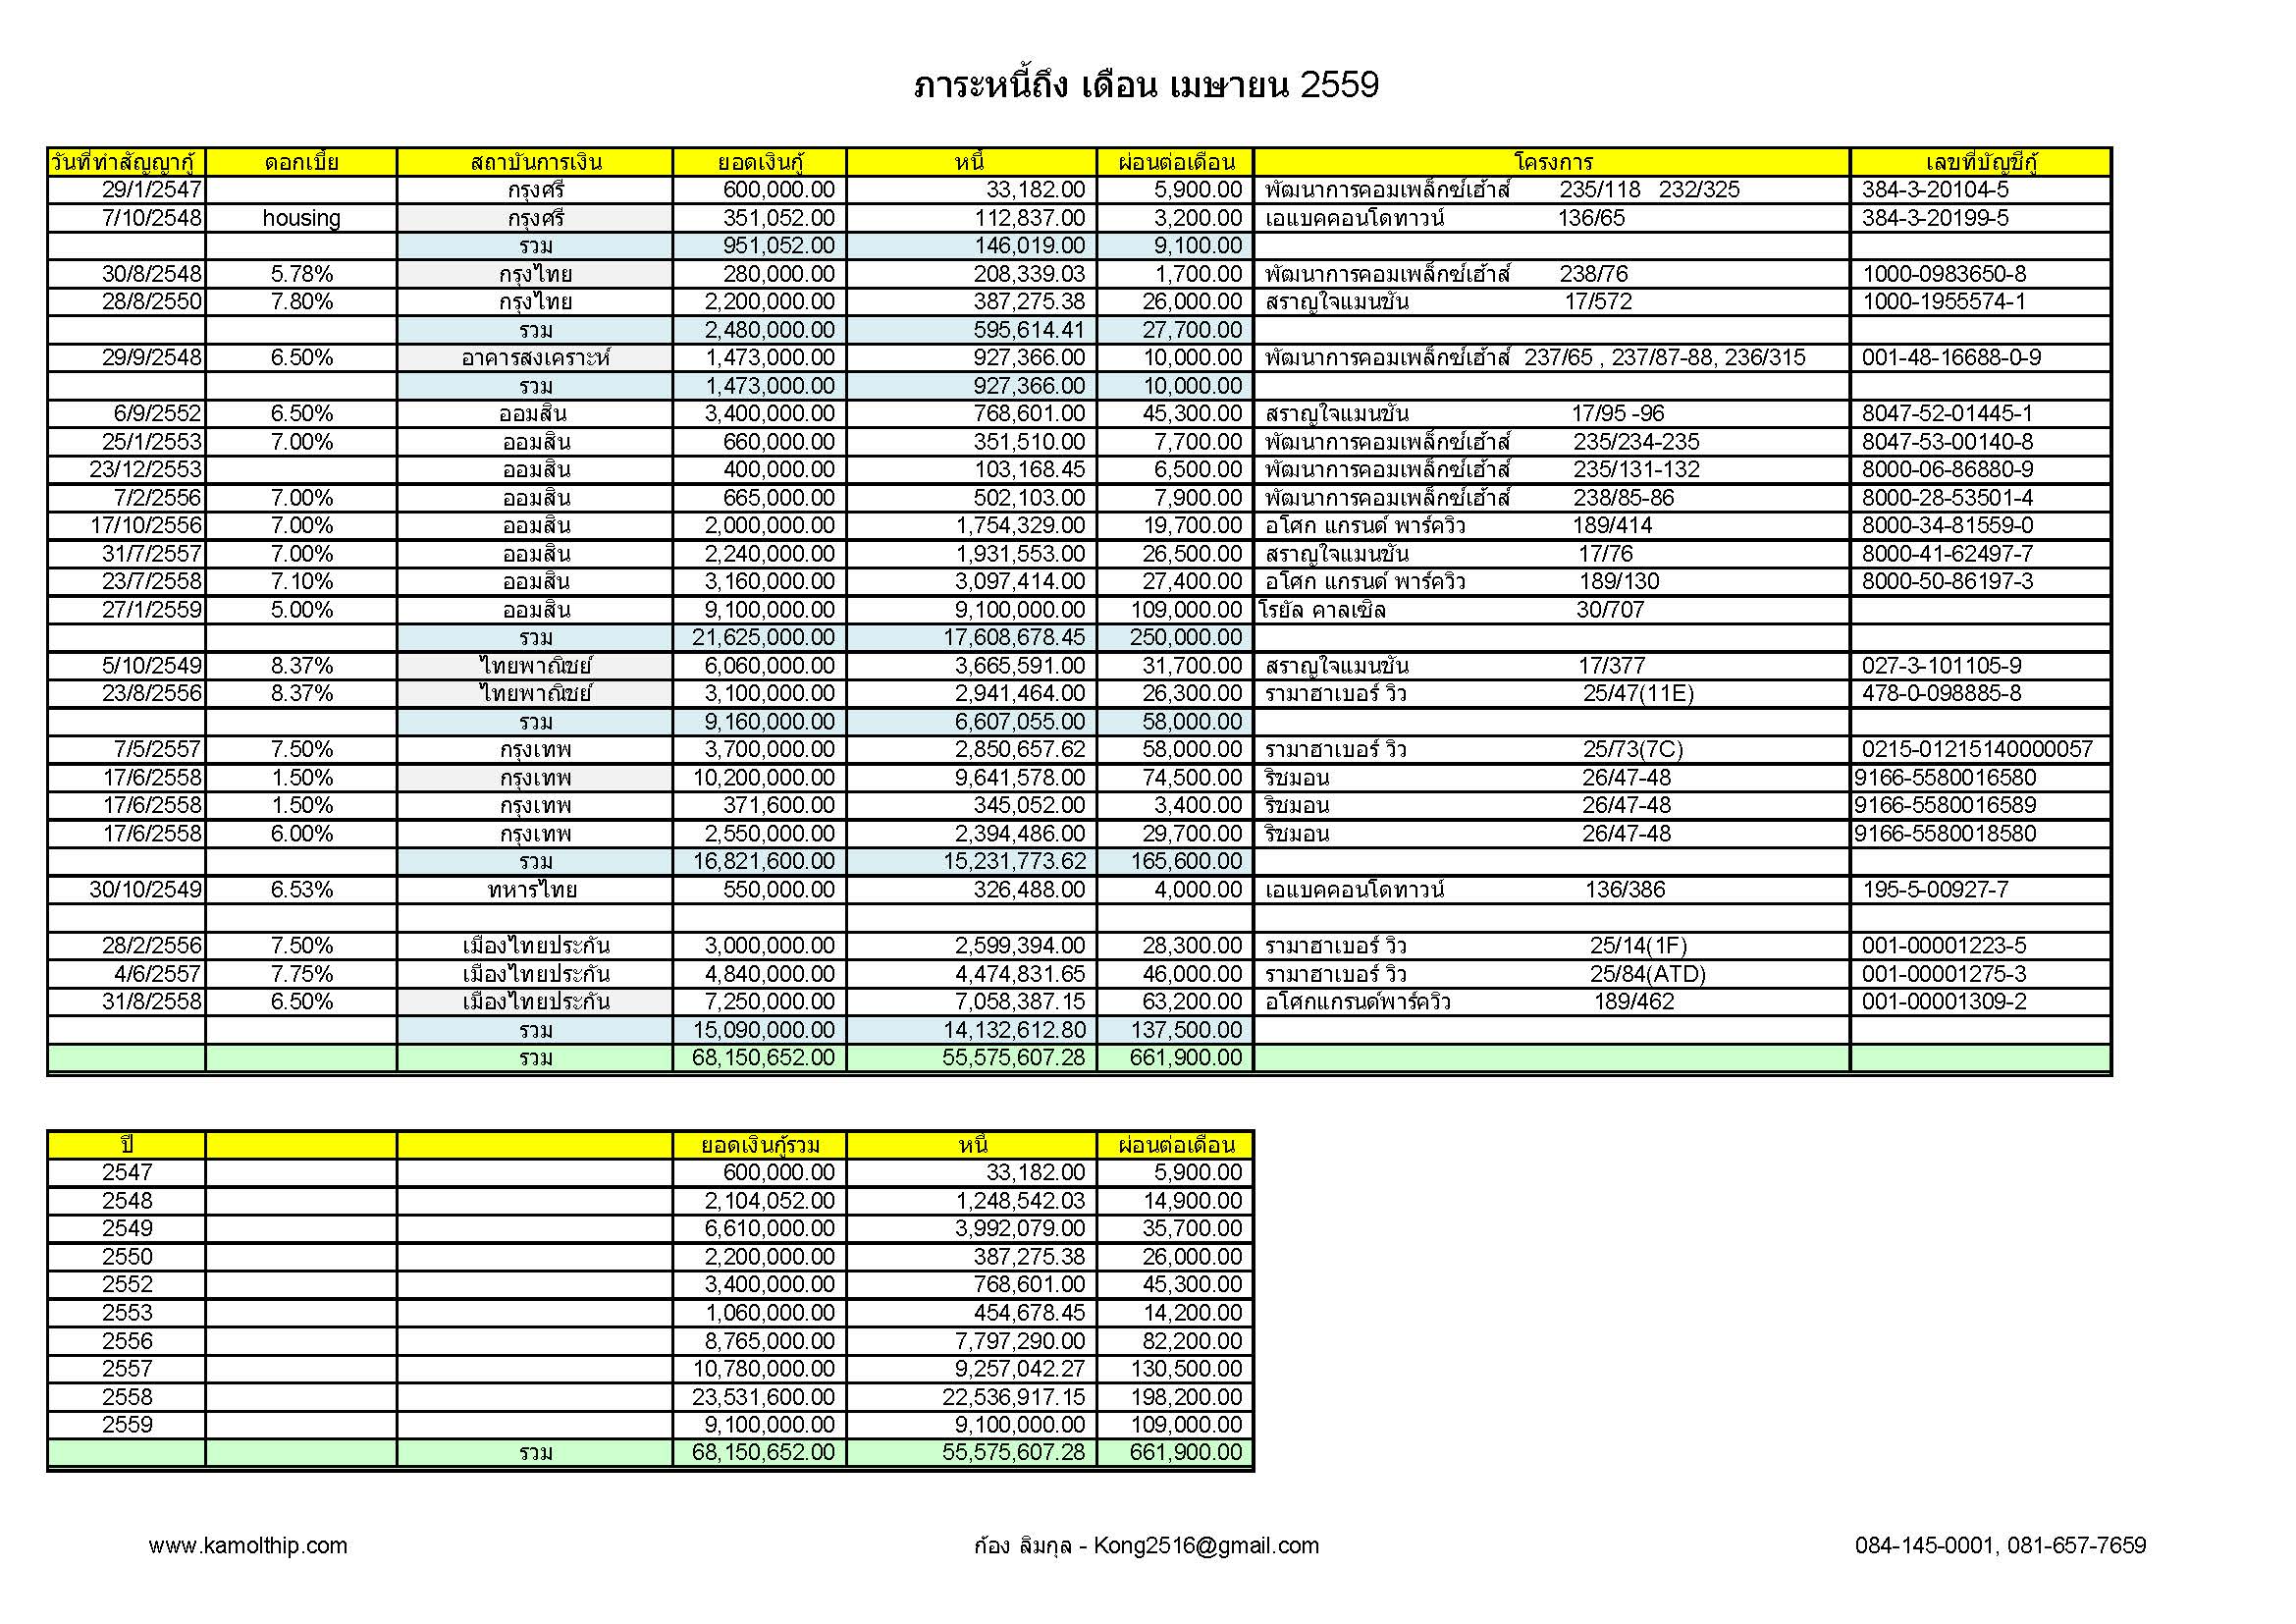 ภาระหนี้ถึง เดือน เมษายน 2559
วันที่ทำสัญญากู้ ดอกเบี้ย สถาบันการเงิน ยอดเงินกู้ หนี้ ผ่อนต่อเดือน โครงการ เลขที่บัญชีกู้
29/1/2547 กรุงศรี 600,000.00 33,182.00 5,900.00 พัฒนาการคอมเพล็กซ์เฮ้าส์ 235/118 232/325 384-3-20104-5
7/10/2548 housing กรุงศรี 351,052.00 112,837.00 3,200.00 เอแบคคอนโดทาวน์ 136/65 384-3-20199-5
รวม 951,052.00 146,019.00 9,100.00
30/8/2548 5.78% กรุงไทย 280,000.00 208,339.03 1,700.00 พัฒนาการคอมเพล็กซ์เฮ้าส์ 238/76 1000-0983650-8
28/8/2550 7.80% กรุงไทย 2,200,000.00 387,275.38 26,000.00 สราญใจแมนชัน 17/572 1000-1955574-1
รวม 2,480,000.00 595,614.41 27,700.00
29/9/2548 6.50% อาคารสงเคราะห์ 1,473,000.00 927,366.00 10,000.00 พัฒนาการคอมเพล็กซ์เฮ้าส์ 237/65 , 237/87-88, 236/315 001-48-16688-0-9
รวม 1,473,000.00 927,366.00 10,000.00
6/9/2552 6.50% ออมสิน 3,400,000.00 768,601.00 45,300.00 สราญใจแมนชัน 17/95 -96 8047-52-01445-1
25/1/2553 7.00% ออมสิน 660,000.00 351,510.00 7,700.00 พัฒนาการคอมเพล็กซ์เฮ้าส์ 235/234-235 8047-53-00140-8
23/12/2553 ออมสิน 400,000.00 103,168.45 6,500.00 พัฒนาการคอมเพล็กซ์เฮ้าส์ 235/131-132 8000-06-86880-9
7/2/2556 7.00% ออมสิน 665,000.00 502,103.00 7,900.00 พัฒนาการคอมเพล็กซ์เฮ้าส์ 238/85-86 8000-28-53501-4
17/10/2556 7.00% ออมสิน 2,000,000.00 1,754,329.00 19,700.00 อโศก แกรนด์ พาร์ควิว 189/414 8000-34-81559-0
31/7/2557 7.00% ออมสิน 2,240,000.00 1,931,553.00 26,500.00 สราญใจแมนชัน 17/76 8000-41-62497-7
23/7/2558 7.10% ออมสิน 3,160,000.00 3,097,414.00 27,400.00 อโศก แกรนด์ พาร์ควิว 189/130 8000-50-86197-3
27/1/2559 5.00% ออมสิน 9,100,000.00 9,100,000.00 109,000.00 โรยัล คาลเซิล 30/707
รวม 21,625,000.00 17,608,678.45 250,000.00
5/10/2549 8.37% ไทยพาณิชย์ 6,060,000.00 3,665,591.00 31,700.00 สราญใจแมนชัน 17/377 027-3-101105-9
23/8/2556 8.37% ไทยพาณิชย์ 3,100,000.00 2,941,464.00 26,300.00 รามาฮาเบอร์ วิว 25/47(11E) 478-0-098885-8
รวม 9,160,000.00 6,607,055.00 58,000.00
7/5/2557 7.50% กรุงเทพ 3,700,000.00 2,850,657.62 58,000.00 รามาฮาเบอร์ วิว 25/73(7C) 0215-01215140000057
17/6/2558 1.50% กรุงเทพ 10,200,000.00 9,641,578.00 74,500.00 ริชมอน 26/47-48 9166-5580016580
17/6/2558 1.50% กรุงเทพ 371,600.00 345,052.00 3,400.00 ริชมอน 26/47-48 9166-5580016589
17/6/2558 6.00% กรุงเทพ 2,550,000.00 2,394,486.00 29,700.00 ริชมอน 26/47-48 9166-5580018580
รวม 16,821,600.00 15,231,773.62 165,600.00
30/10/2549 6.53% ทหารไทย 550,000.00 326,488.00 4,000.00 เอแบคคอนโดทาวน์ 136/386 195-5-00927-7
28/2/2556 7.50% เมืองไทยประกัน 3,000,000.00 2,599,394.00 28,300.00 รามาฮาเบอร์ วิว 25/14(1F) 001-00001223-5
4/6/2557 7.75% เมืองไทยประกัน 4,840,000.00 4,474,831.65 46,000.00 รามาฮาเบอร์ วิว 25/84(ATD) 001-00001275-3
31/8/2558 6.50% เมืองไทยประกัน 7,250,000.00 7,058,387.15 63,200.00 อโศกแกรนด์พาร์ควิว 189/462 001-00001309-2
รวม 15,090,000.00 14,132,612.80 137,500.00
รวม 68,150,652.00 55,575,607.28 661,900.00
ปี ยอดเงินกู้รวม หนี้ ผ่อนต่อเดือน
2547 600,000.00 33,182.00 5,900.00
2548 2,104,052.00 1,248,542.03 14,900.00
2549 6,610,000.00 3,992,079.00 35,700.00
2550 2,200,000.00 387,275.38 26,000.00
2552 3,400,000.00 768,601.00 45,300.00
2553 1,060,000.00 454,678.45 14,200.00
2556 8,765,000.00 7,797,290.00 82,200.00
2557 10,780,000.00 9,257,042.27 130,500.00
2558 23,531,600.00 22,536,917.15 198,200.00
2559 9,100,000.00 9,100,000.00 109,000.00
รวม 68,150,652.00 55,575,607.28 661,900.00
www.kamolthip.com ก้อง ลิมกุล - Kong2516@gmail.com 084-145-0001, 081-657-7659